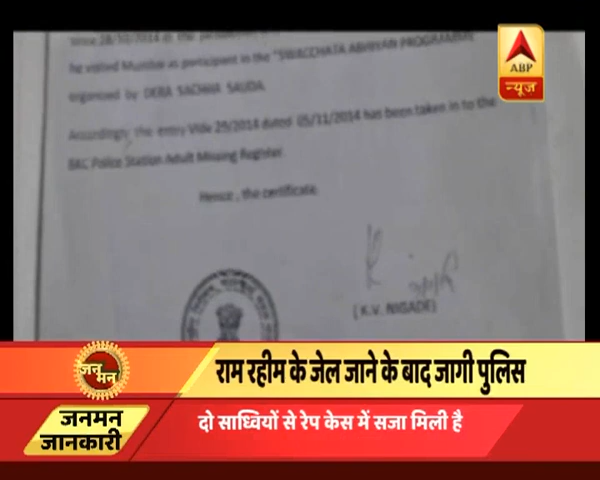 he visited Mumbai as participant in the "SWACCHATA ABHIYAN PROGRAMME
organised by DERA SACHHA SAUDA.
Accordingly the entry Vide 29/2014 dated 05/11/2014 has been taken in to the
BKC Police Station Adult Missing Register.
Hence, the certificate.
(K.V. NIGADE)
ABP
न्यूज़
जन
मन
राम रहीम के जेल जाने के बाद जागी पुलिस
जनमन
जानकारी
दो साध्वियों से रेप केस में सजा मिली है